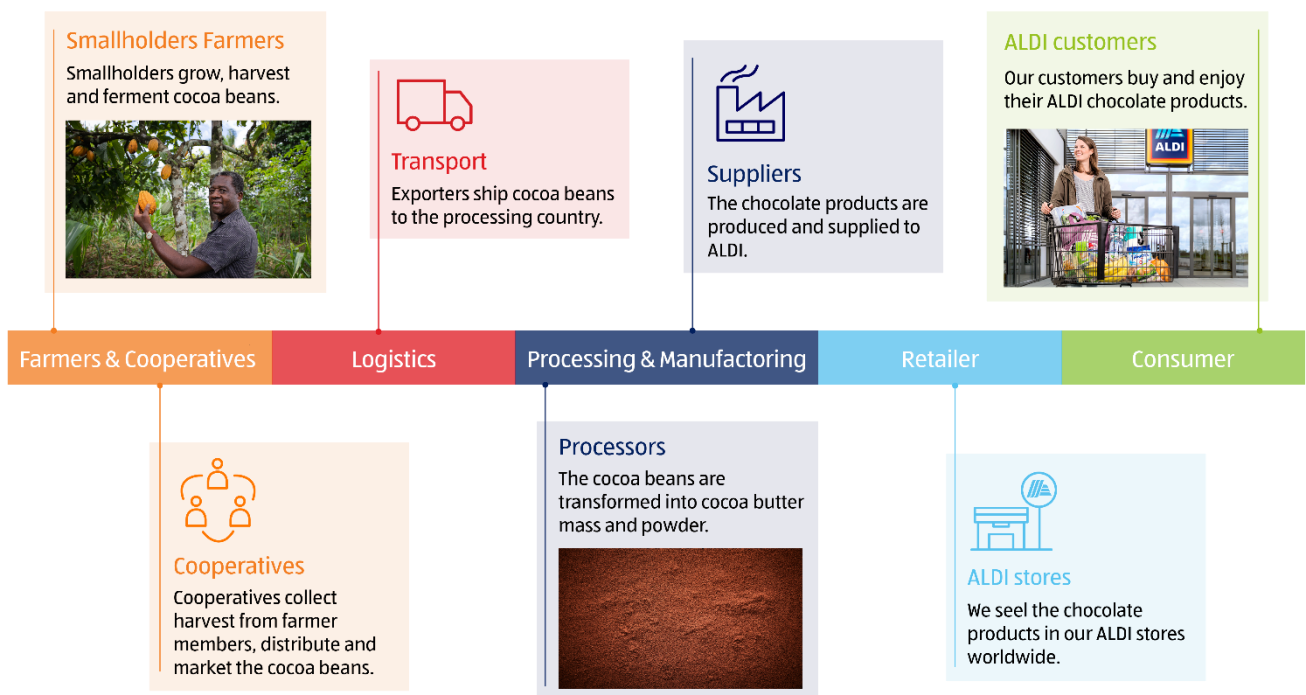 Smallholders Farmers
Smallholders grow, harvest
and ferment cocoa beans.
Transport
Exporters ship cocoa beans
to the processing country.
Suppliers
The chocolate products are
produced and supplied to
ALDI.
ALDI customers
Our customers buy and enjoy
their ALDI chocolate products.
ALDI
Farmers & Cooperatives
Logistics
Processing & Manufactoring
Retailer
Consumer
Cooperatives
Cooperatives collect
harvest from farmer
members, distribute and
market the cocoa beans.
Processors
The cocoa beans are
transformed into cocoa butter
mass and powder.
ALDI stores
We seel the chocolate
products in our ALDI stores
worldwide.